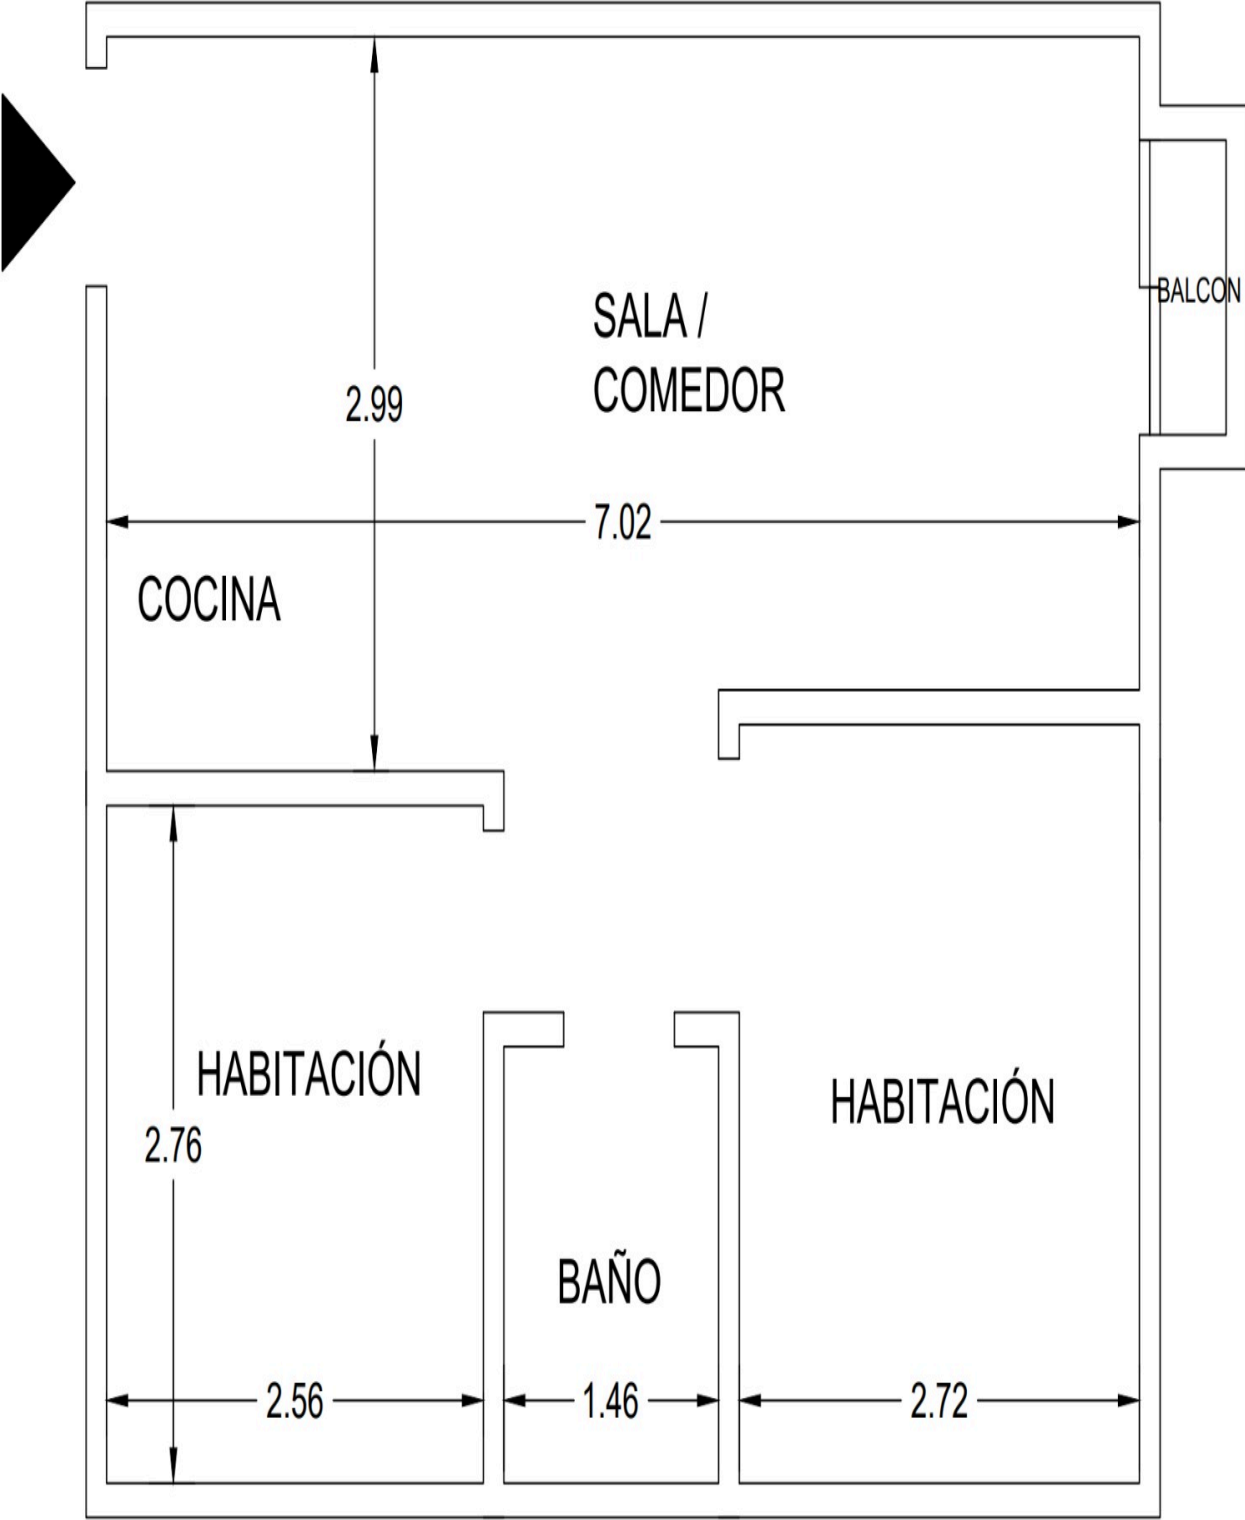 BALCON
SALA /
COMEDOR
2.99
7.02
COCINA
HABITACIÓN
HABITACIÓN
2.76
BAÑO
2.56
1.46
2.72